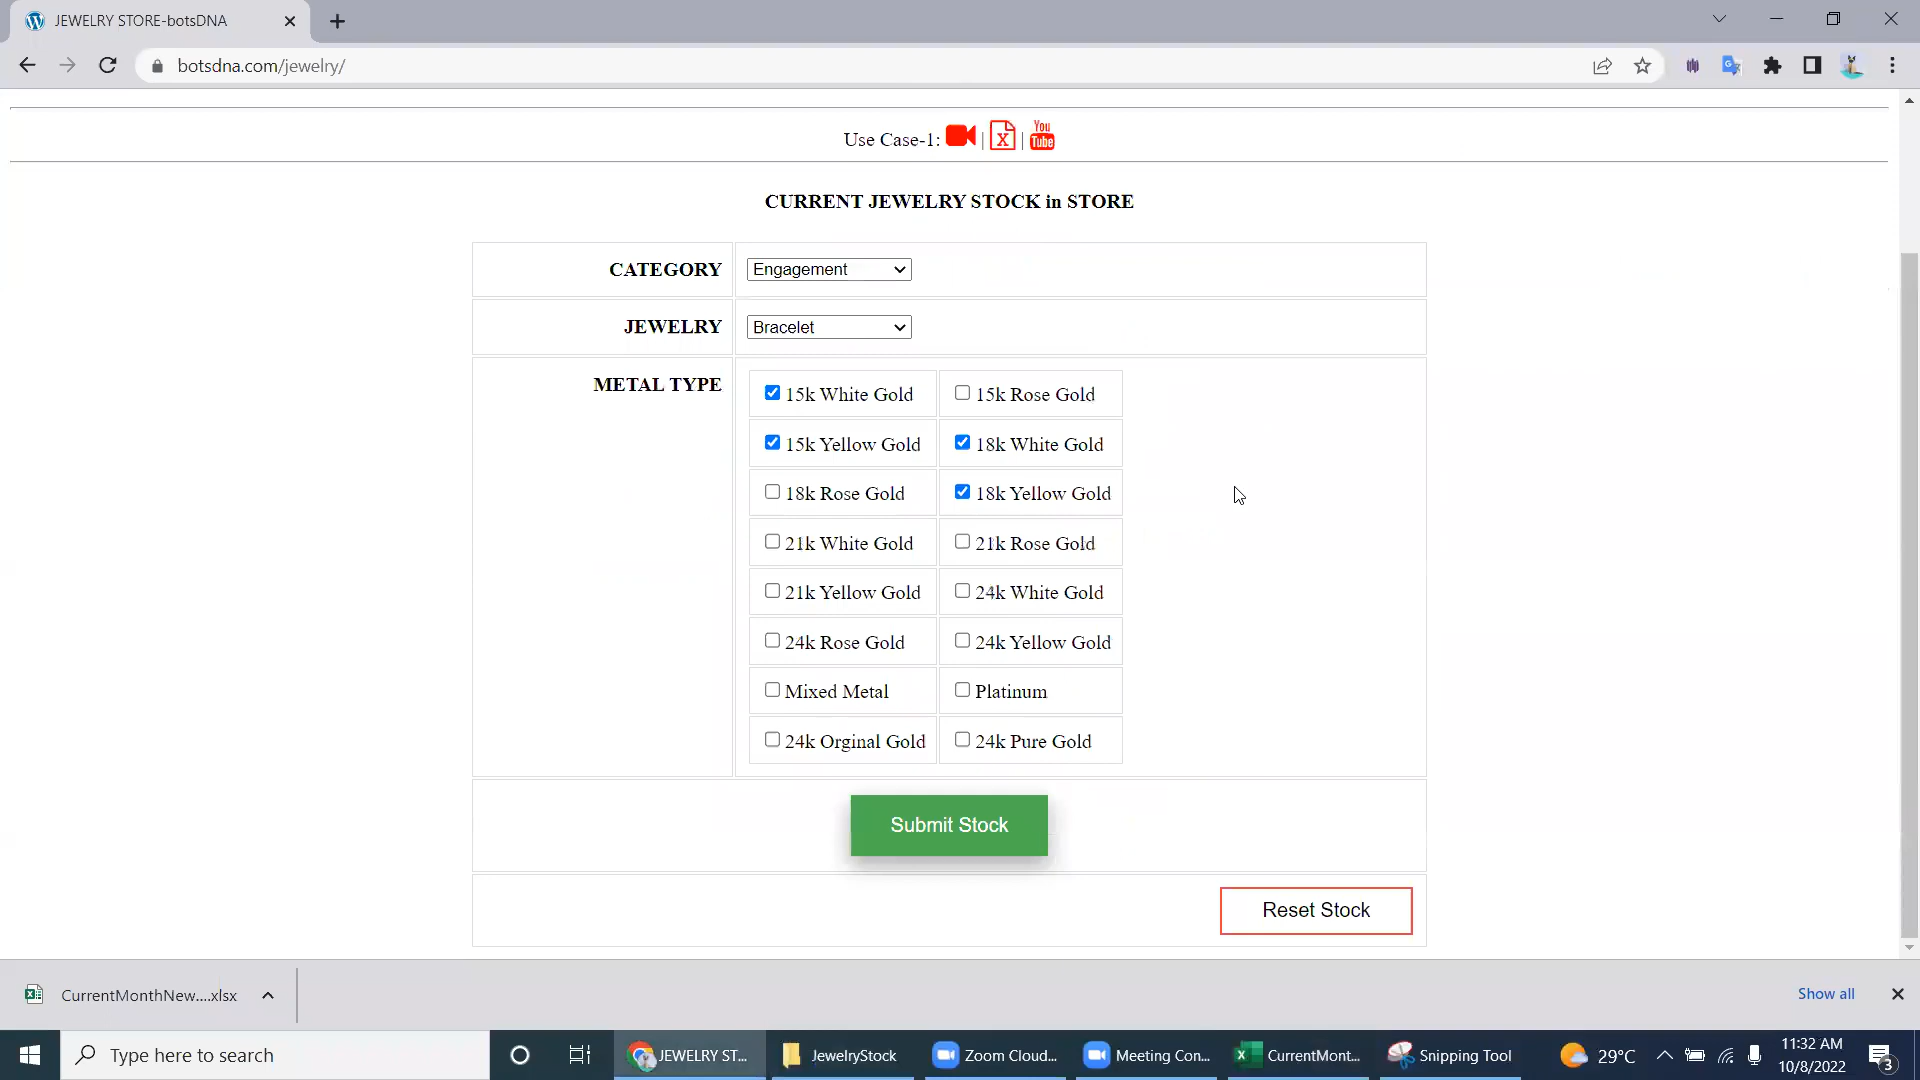 JEWELRY STORE-botsDNA
botsdna.com/jewelry/
Use Case-1: | X | You Tube
CURRENT JEWELRY STOCK in STORE
CATEGORY Engagement
JEWELRY Bracelet
METAL TYPE 15k White Gold 15k Rose Gold
15k Yellow Gold 18k White Gold
18k Rose Gold 18k Yellow Gold
21k White Gold 21k Rose Gold
21k Yellow Gold 24k White Gold
24k Rose Gold 24k Yellow Gold
Mixed Metal Platinum
24k Orginal Gold 24k Pure Gold
Submit Stock
Reset Stock
CurrentMonthNew....xlsx Show all
Type here to search JEWELRY ST... JewelryStock Zoom Cloud... Meeting Con... CurrentMont... Snipping Tool 29°C 11:32 AM
10/8/2022 3